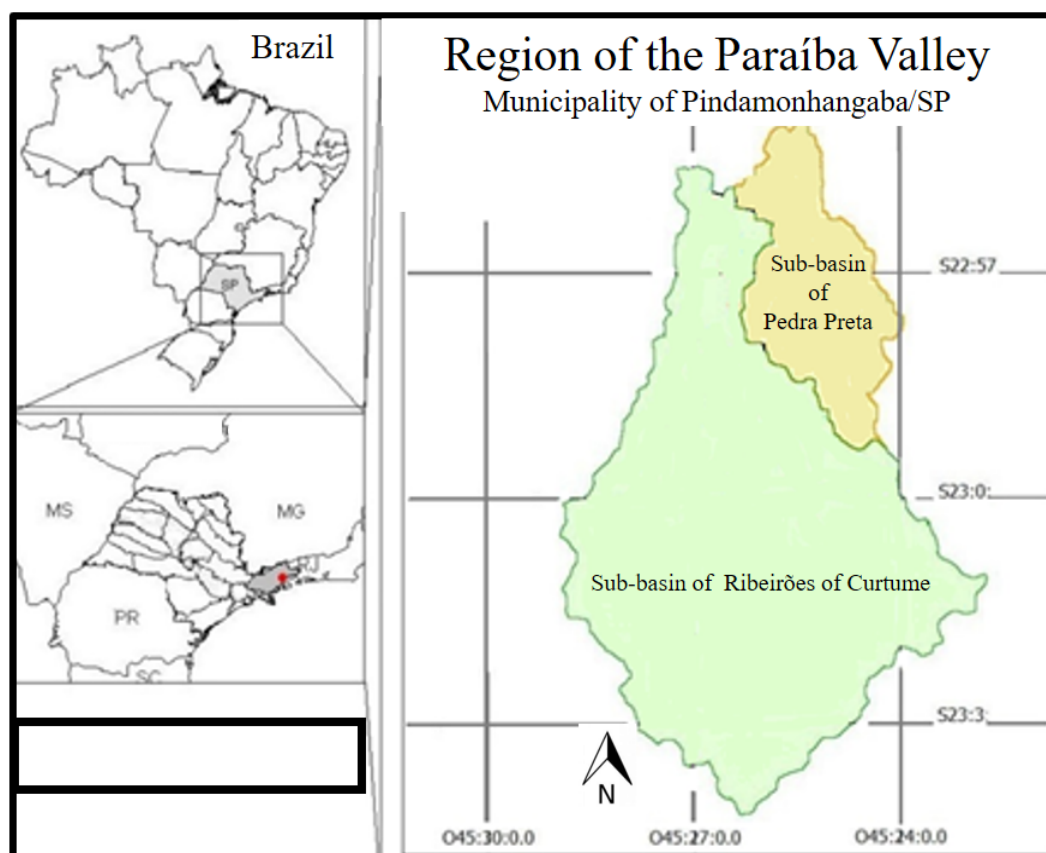 Brazil
SP
MS
MG
PR
SC
Region of the Paraíba Valley
Municipality of Pindamonhangaba/SP
Sub-basin
of
Pedra Preta
S22:57
S23:0:
Sub-basin of Ribeirões of Curtume
S23:3
N
O45:30:0.0
O45:27:0.0
O45:24:0.0